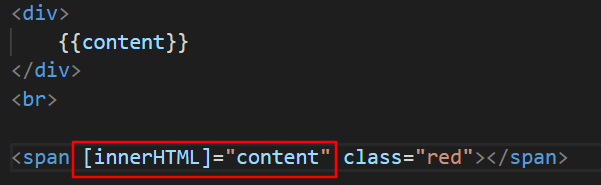 <div>
{{content}}
</div>
<br>
<span [innerHTML]="content" class="red"></span>